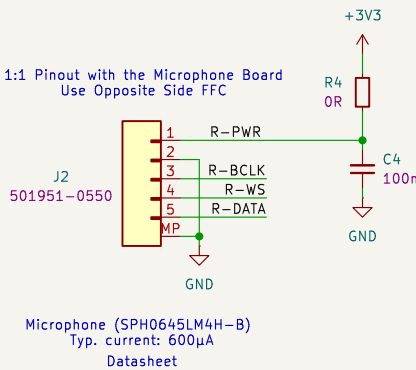 +3V3
1:1 Pinout with the Microphone Board
Use Opposite Side FFC
R4
0R
1
R-PWR
2
3
R-BCLK
4
R-WS
5
R-DATA
MP
J2
501951-0550
C4
100n
GND
GND
Microphone (SPH0645LM4H-B)
Typ. current: 600µA
Datasheet